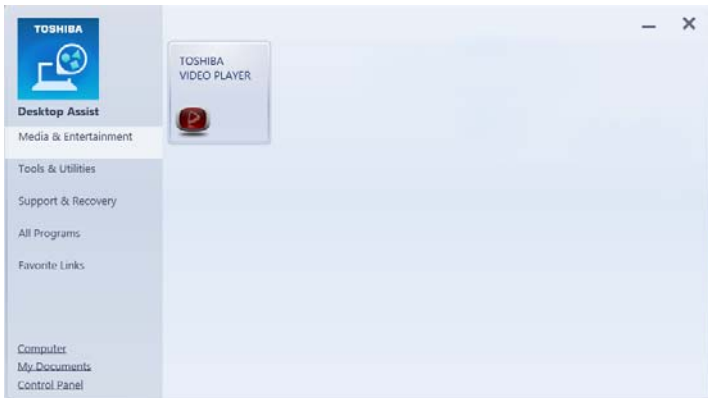 TOSHIBA
Desktop Assist
Media & Entertainment
Tools & Utilities
Support & Recovery
All Programs
Favorite Links
Computer
My Documents
Control Panel
TOSHIBA
VIDEO PLAYER